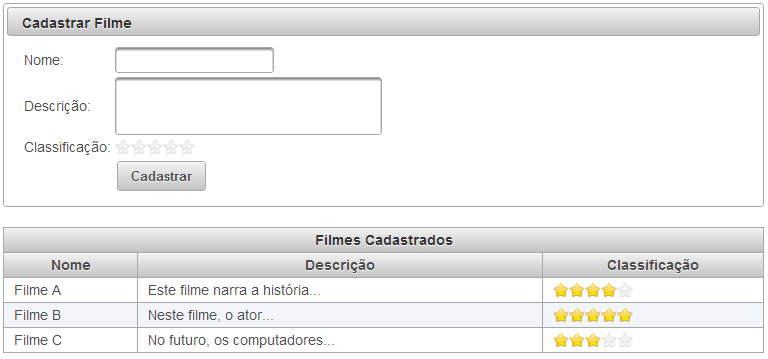 Cadastrar Filme
Nome:
Descrição:
Classificação:
Cadastrar
Filmes Cadastrados
Nome Descrição Classificação
Filme A Este filme narra a história...
Filme B Neste filme, o ator...
Filme C No futuro, os computadores...